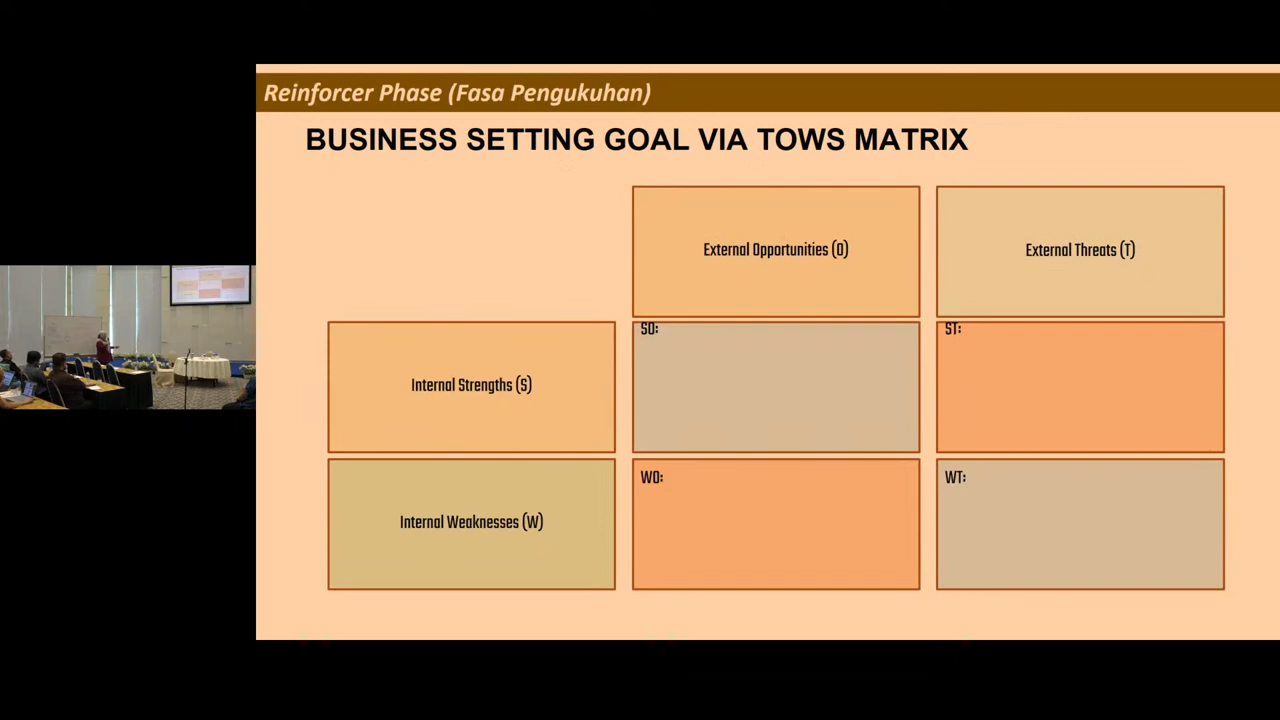 Reinforcer Phase (Fasa Pengukuhan)
BUSINESS SETTING GOAL VIA TOWS MATRIX
External Opportunities (O)
External Threats (T)
Internal Strengths (S)
SO:
ST:
Internal Weaknesses (W)
WO:
WT: